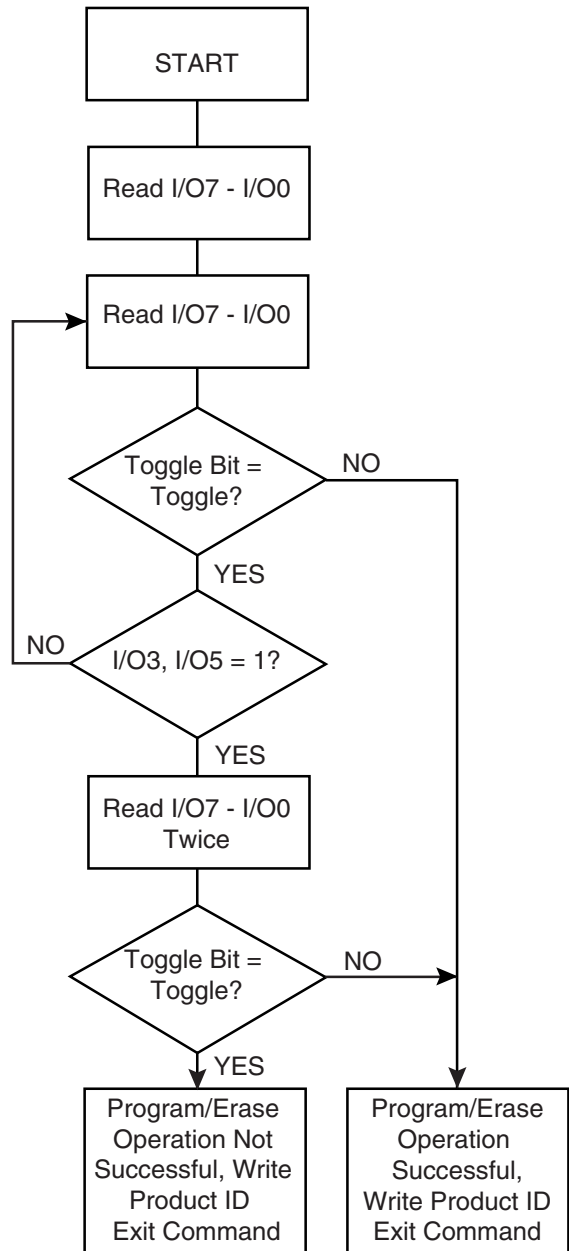 START
Read I/O7 - I/O0
Read I/O7 - I/O0
Toggle Bit =
Toggle?
NO
YES
NO
I/O3, I/O5 = 1?
YES
Read I/O7 - I/O0
Twice
Toggle Bit =
Toggle?
NO
YES
Program/Erase
Operation Not
Successful, Write
Product ID
Exit Command
Program/Erase
Operation
Successful,
Write Product ID
Exit Command